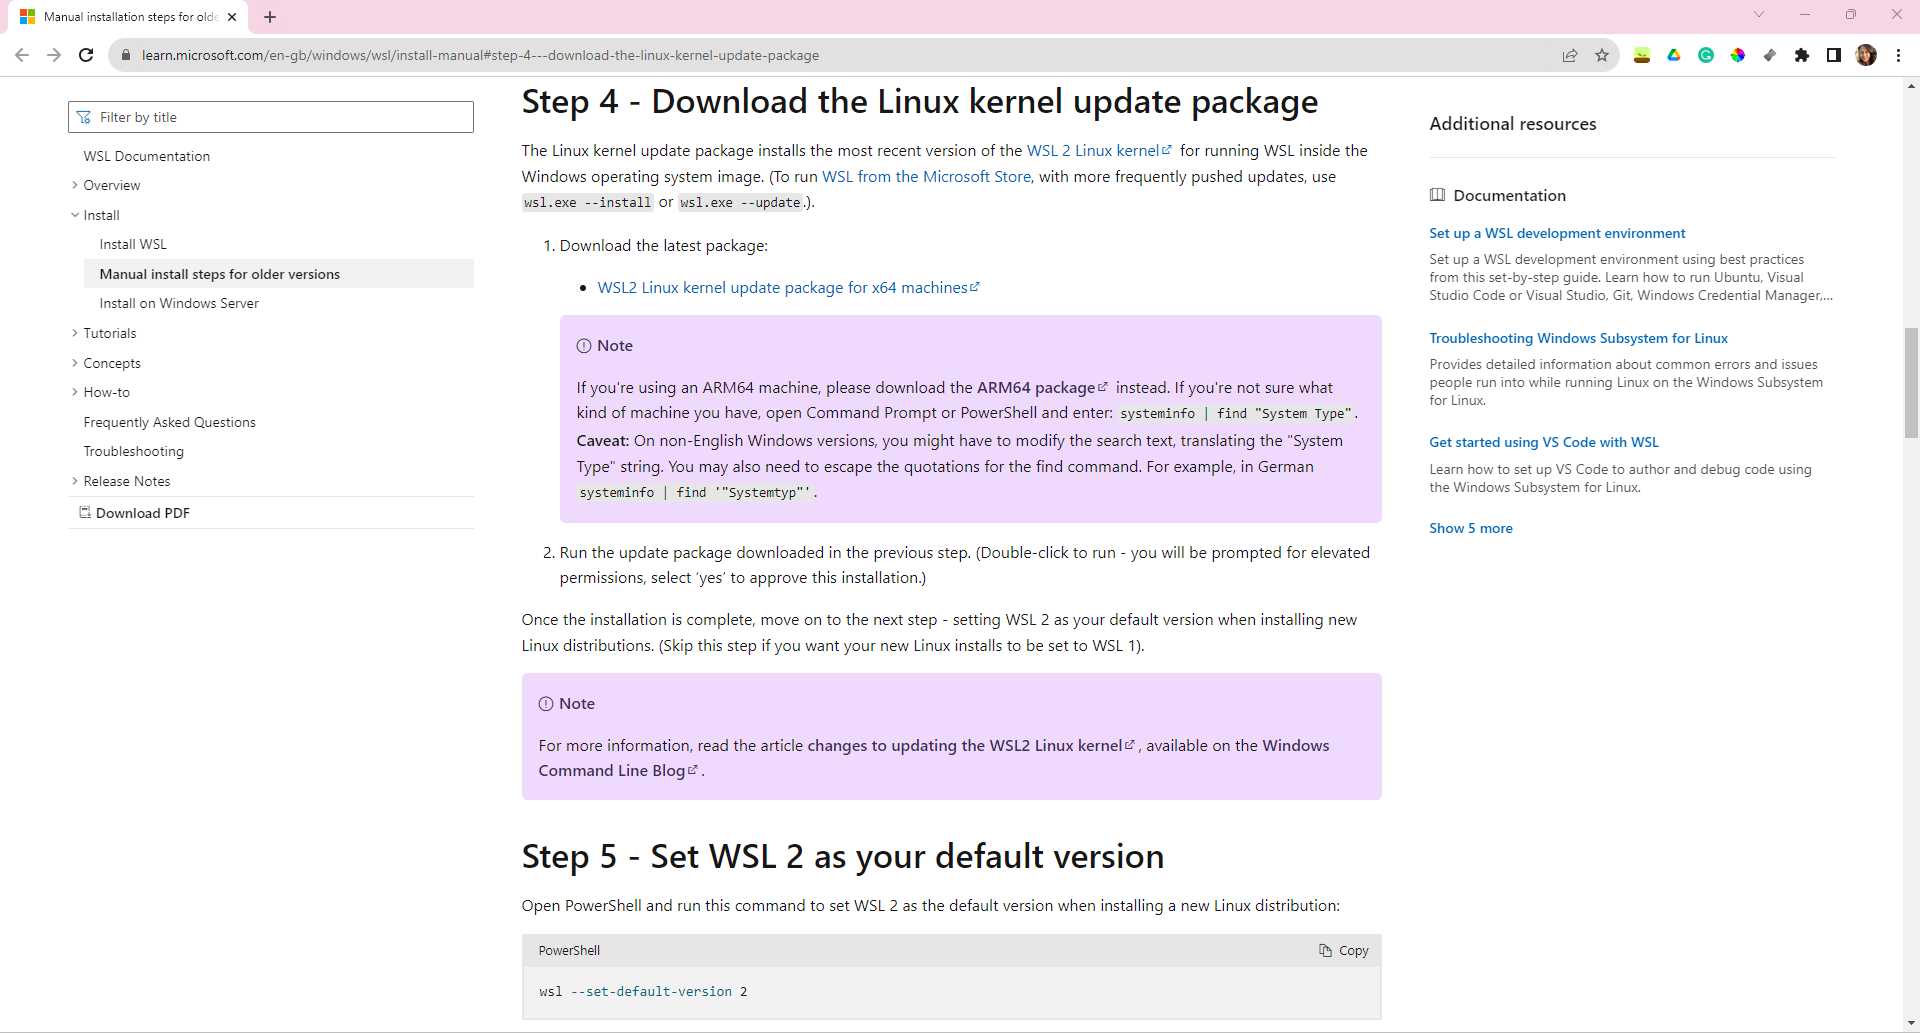 Manual installation steps for olde
learn.microsoft.com/en-gb/windows/wsl/install-manual#step-4---download-the-linux-kernel-update-package
Filter by title
WSL Documentation
Overview
Install
Install WSL
Manual install steps for older versions
Install on Windows Server
Tutorials
Concepts
How-to
Frequently Asked Questions
Troubleshooting
Release Notes
Download PDF
Step 4 - Download the Linux kernel update package
The Linux kernel update package installs the most recent version of the WSL 2 Linux kernel for running WSL inside the
Windows operating system image. (To run WSL from the Microsoft Store, with more frequently pushed updates, use
wsl.exe --install or wsl.exe --update.).
1. Download the latest package:
• WSL2 Linux kernel update package for x64 machines
Note
If you're using an ARM64 machine, please download the ARM64 package instead. If you're not sure what
kind of machine you have, open Command Prompt or PowerShell and enter: systeminfo | find "System Type".
Caveat: On non-English Windows versions, you might have to modify the search text, translating the "System
Type" string. You may also need to escape the quotations for the find command. For example, in German
systeminfo | find '"Systemtyp"'.
2. Run the update package downloaded in the previous step. (Double-click to run - you will be prompted for elevated
permissions, select ‘yes’ to approve this installation.)
Once the installation is complete, move on to the next step - setting WSL 2 as your default version when installing new
Linux distributions. (Skip this step if you want your new Linux installs to be set to WSL 1).
Note
For more information, read the article changes to updating the WSL2 Linux kernel, available on the Windows
Command Line Blog.
Step 5 - Set WSL 2 as your default version
Open PowerShell and run this command to set WSL 2 as the default version when installing a new Linux distribution:
PowerShell
Copy
wsl --set-default-version 2
Additional resources
Documentation
Set up a WSL development environment
Set up a WSL development environment using best practices
from this set-by-step guide. Learn how to run Ubuntu, Visual
Studio Code or Visual Studio, Git, Windows Credential Manager,...
Troubleshooting Windows Subsystem for Linux
Provides detailed information about common errors and issues
people run into while running Linux on the Windows Subsystem
for Linux.
Get started using VS Code with WSL
Learn how to set up VS Code to author and debug code using
the Windows Subsystem for Linux.
Show 5 more